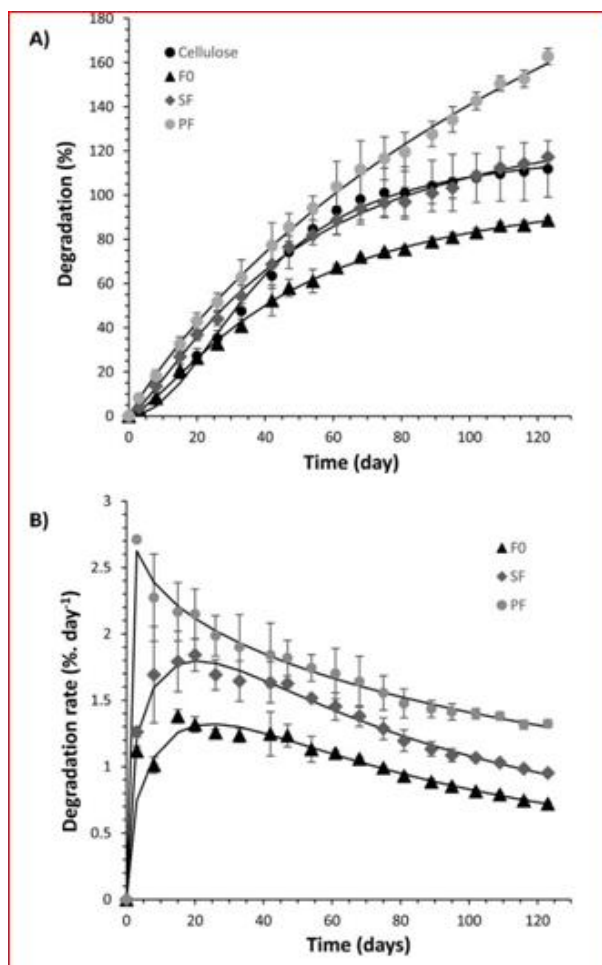 A)
180
160
140
120
100
80
60
40
20
0
Degradation (%)
Cellulose
F0
SF
PF
0 20 40 60 80 100 120 140
Time (day)
B)
3
2.5
2
1.5
1
0.5
0
Degradation rate (%. day⁻¹)
F0
SF
PF
0 20 40 60 80 100 120 140
Time (days)